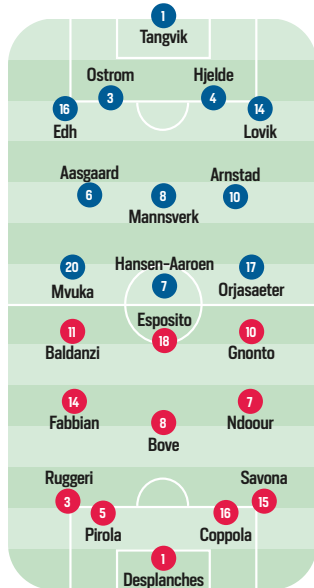 1
Tangvik
Ostrom Hjelde
16 3 4 14
Edh Lovik
Aasgaard Arnstad
6 8 10
Mannsverk
Hansen-Aaroen
20 7 17
Mvuka Orjasaeter
Esposito
11 18 10
Baldanzi Gnonto
14 8 7
Fabbian Ndoour
Bove
Ruggeri Savona
3 5 16 15
Pirola Coppola
1
Desplanches